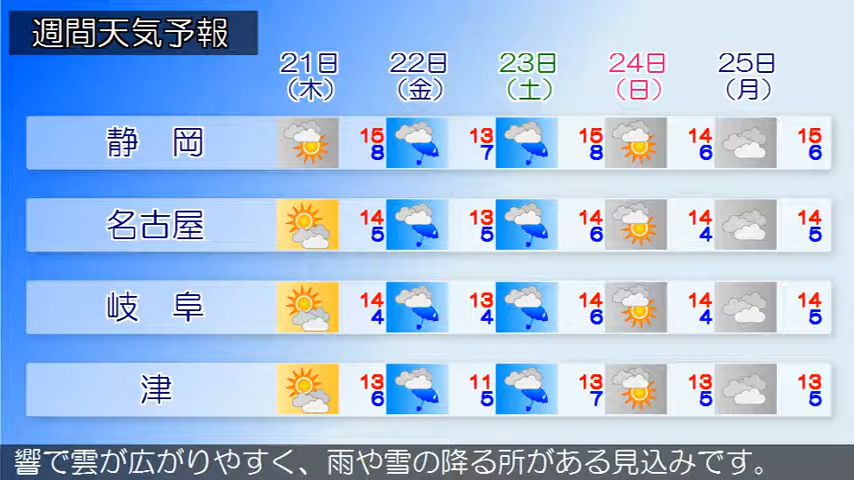 週間天気予報
21日 22日 23日 24日 25日
(木) (金) (土) (日) (月)
静岡 15 8 13 7 15 8 14 6 15 6
名古屋 14 5 13 5 14 6 14 4 14 5
岐阜 14 4 13 4 14 6 14 4 14 5
津 13 6 11 5 13 7 13 5 13 5
響で雲が広がりやすく、雨や雪の降る所がある見込みです。